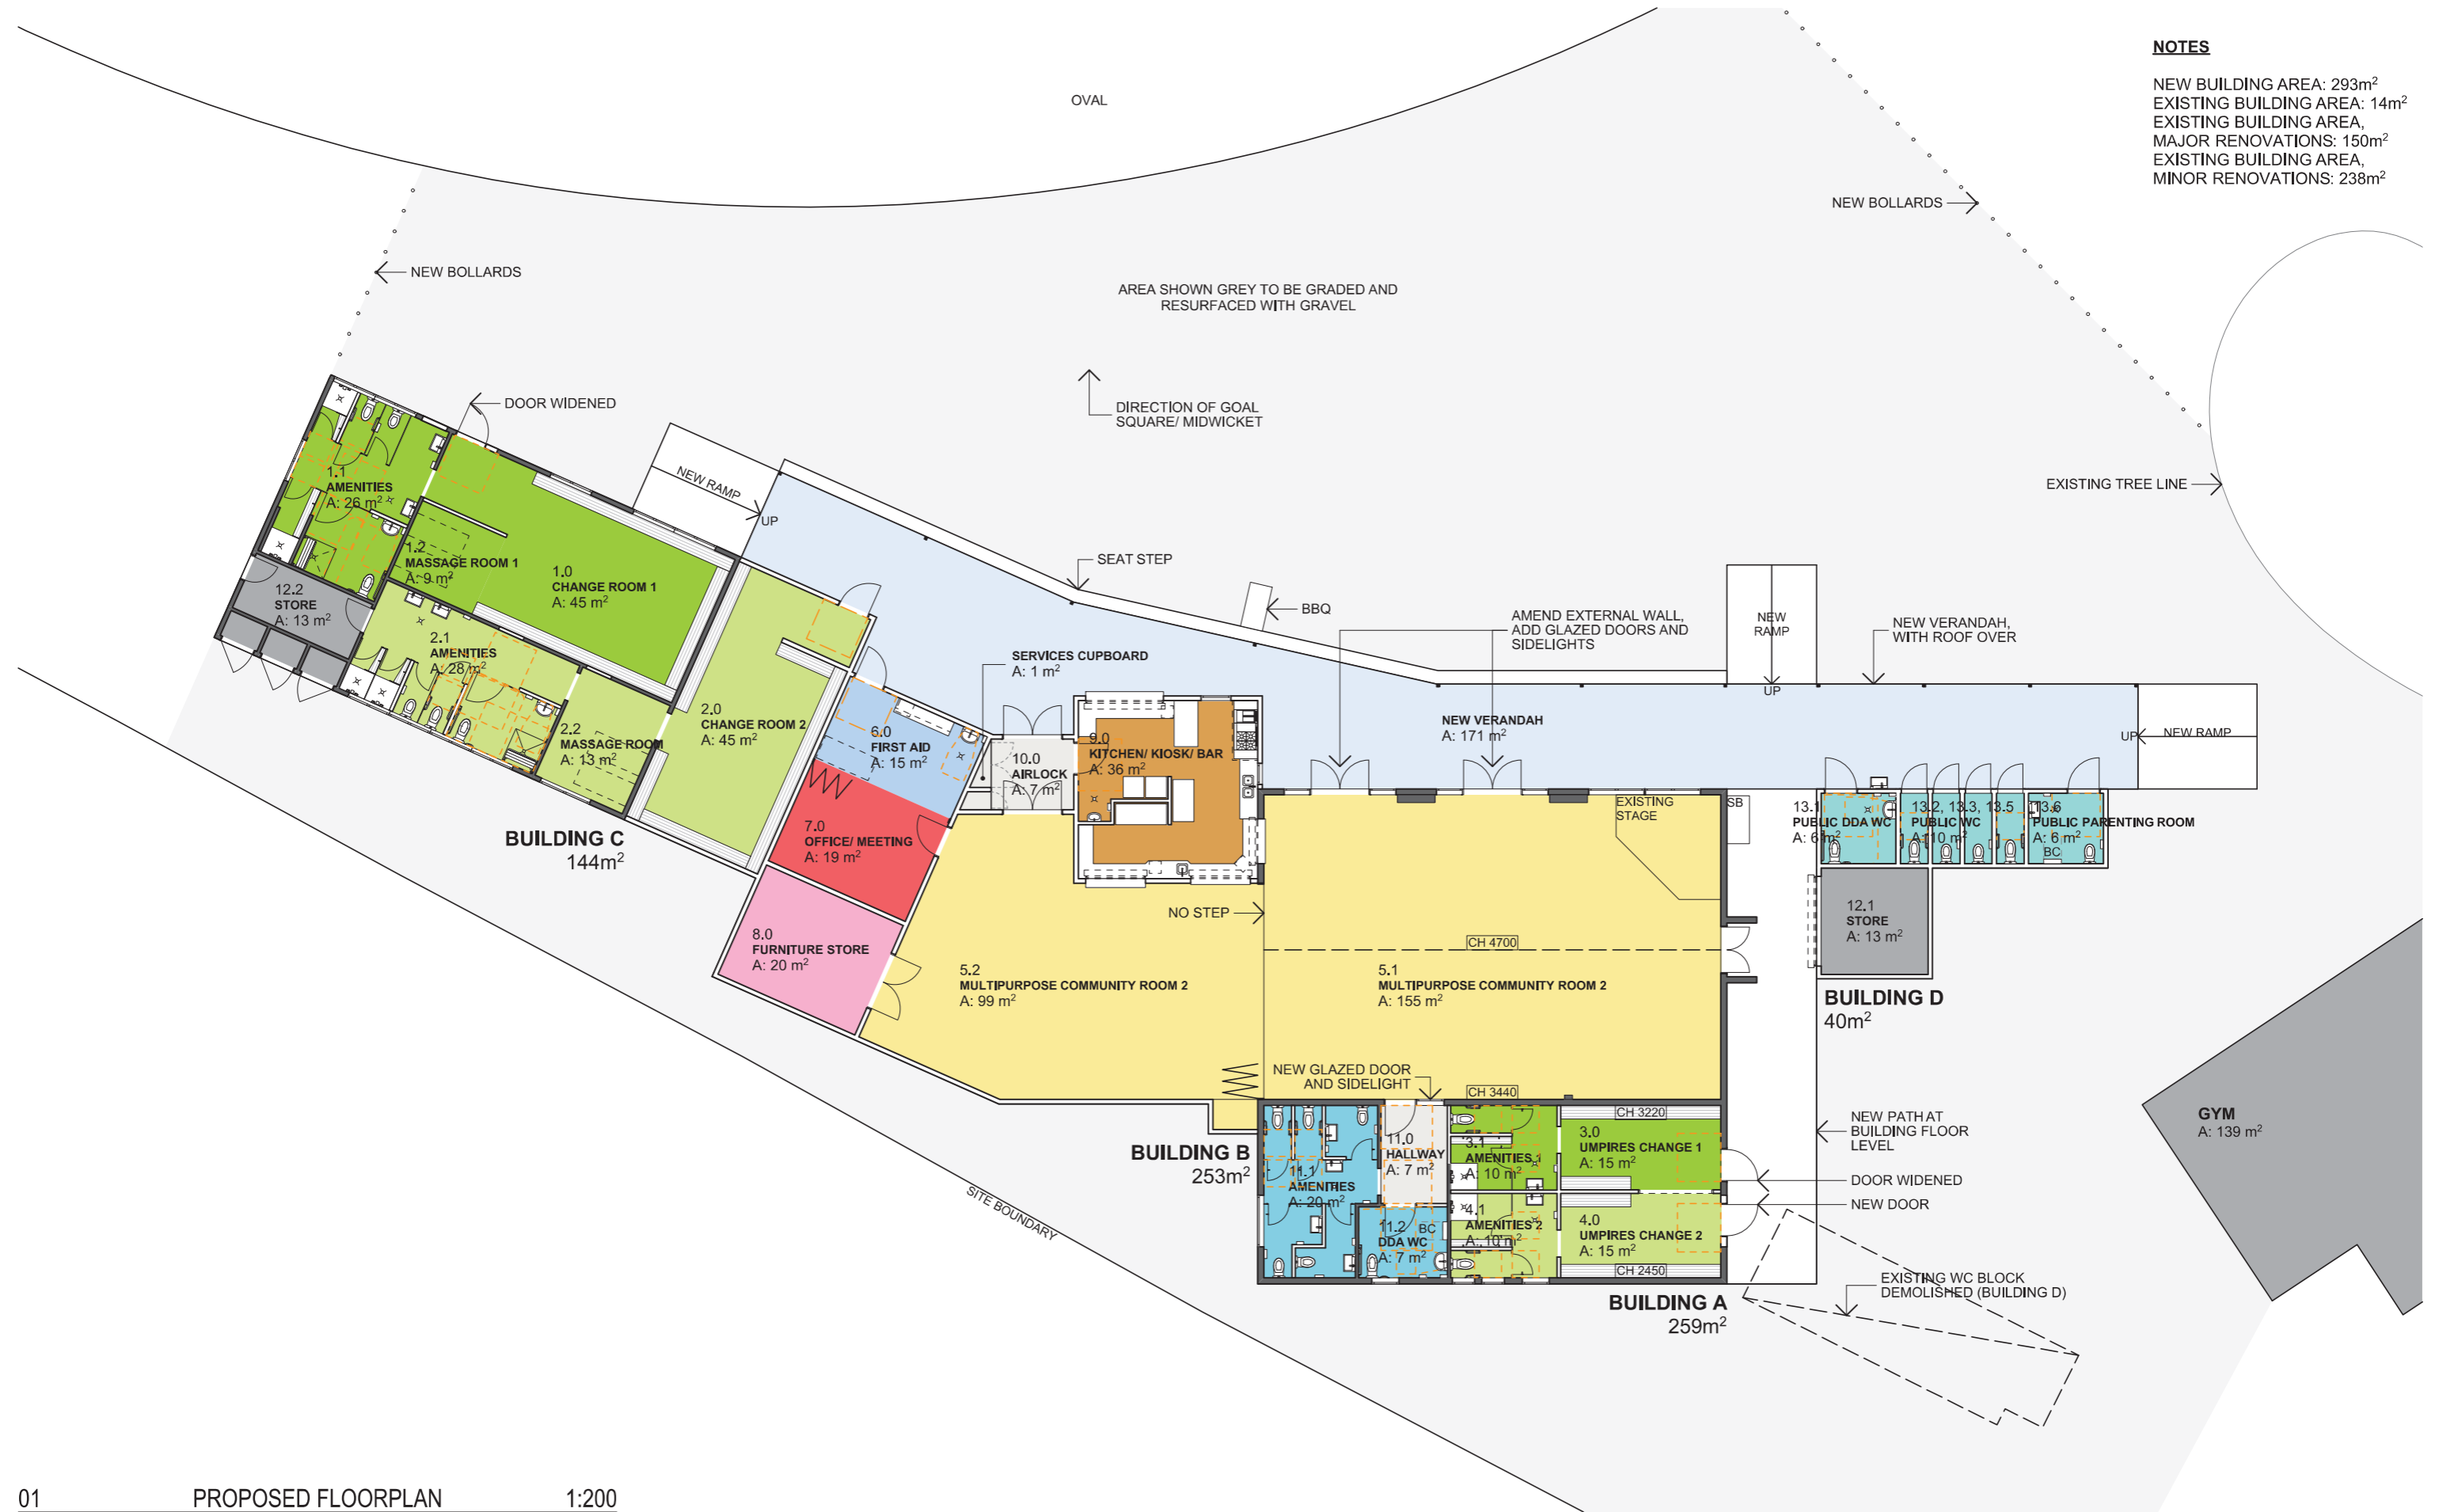 NOTES
NEW BUILDING AREA: 293m²
EXISTING BUILDING AREA: 14m²
EXISTING BUILDING AREA,
MAJOR RENOVATIONS: 150m²
EXISTING BUILDING AREA,
MINOR RENOVATIONS: 238m²
OVAL
NEW BOLLARDS
NEW BOLLARDS
AREA SHOWN GREY TO BE GRADED AND
RESURFACED WITH GRAVEL
DOOR WIDENED
DIRECTION OF GOAL
SQUARE/ MIDWICKET
EXISTING TREE LINE
NEW RAMP
UP
1.1
AMENITIES
A: 26 m²
1.2
MASSAGE ROOM 1
A: 9 m²
1.0
CHANGE ROOM 1
A: 45 m²
12.2
STORE
A: 13 m²
2.1
AMENITIES
A: 28 m²
2.2
MASSAGE ROOM
A: 13 m²
2.0
CHANGE ROOM 2
A: 45 m²
SEAT STEP
BBQ
SERVICES CUPBOARD
A: 1 m²
AMEND EXTERNAL WALL,
ADD GLAZED DOORS AND
SIDELIGHTS
NEW
RAMP
UP
NEW VERANDAH,
WITH ROOF OVER
NEW VERANDAH
A: 171 m²
UP
NEW RAMP
6.0
FIRST AID
A: 15 m²
10.0
AIRLOCK
A: 7 m²
9.0
KITCHEN/ KIOSK/ BAR
A: 36 m²
7.0
OFFICE/ MEETING
A: 19 m²
BUILDING C
144m²
EXISTING
STAGE
SB
13.1
PUBLIC DDA WC
A: 6 m²
13.2, 13.3, 13.5
PUBLIC WC
A: 10 m²
13.6
PUBLIC PARENTING ROOM
A: 6 m²
BC
8.0
FURNITURE STORE
A: 20 m²
NO STEP
CH 4700
12.1
STORE
A: 13 m²
5.2
MULTIPURPOSE COMMUNITY ROOM 2
A: 99 m²
5.1
MULTIPURPOSE COMMUNITY ROOM 2
A: 155 m²
BUILDING D
40m²
NEW GLAZED DOOR
AND SIDELIGHT
CH 3440
CH 3220
NEW PATH AT
BUILDING FLOOR
LEVEL
GYM
A: 139 m²
BUILDING B
253m²
11.1
AMENITIES
A: 20 m²
11.0
HALLWAY
A: 7 m²
3.1
AMENITIES 1
A: 10 m²
3.0
UMPIRES CHANGE 1
A: 15 m²
DOOR WIDENED
NEW DOOR
11.2
BC
DDA WC
A: 7 m²
4.1
AMENITIES 2
A: 10 m²
4.0
UMPIRES CHANGE 2
A: 15 m²
CH 2450
SITE BOUNDARY
BUILDING A
259m²
EXISTING WC BLOCK
DEMOLISHED (BUILDING D)
01 PROPOSED FLOORPLAN 1:200